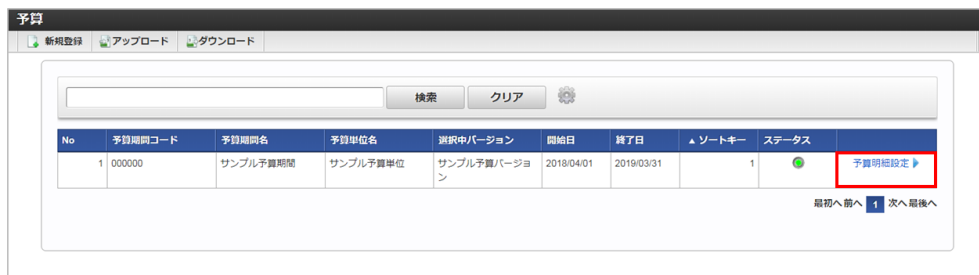 予算
新規登録 アップロード ダウンロード
検索 クリア
No 予算期間コード 予算期間名 予算単位名 選択中バージョン 開始日 終了日 ▲ソートキー ステータス
1 000000 サンプル予算期間 サンプル予算単位 サンプル予算バージョ 2018/04/01 2019/03/31 1 予算明細設定
ン
最初へ 前へ 1 次へ 最後へ